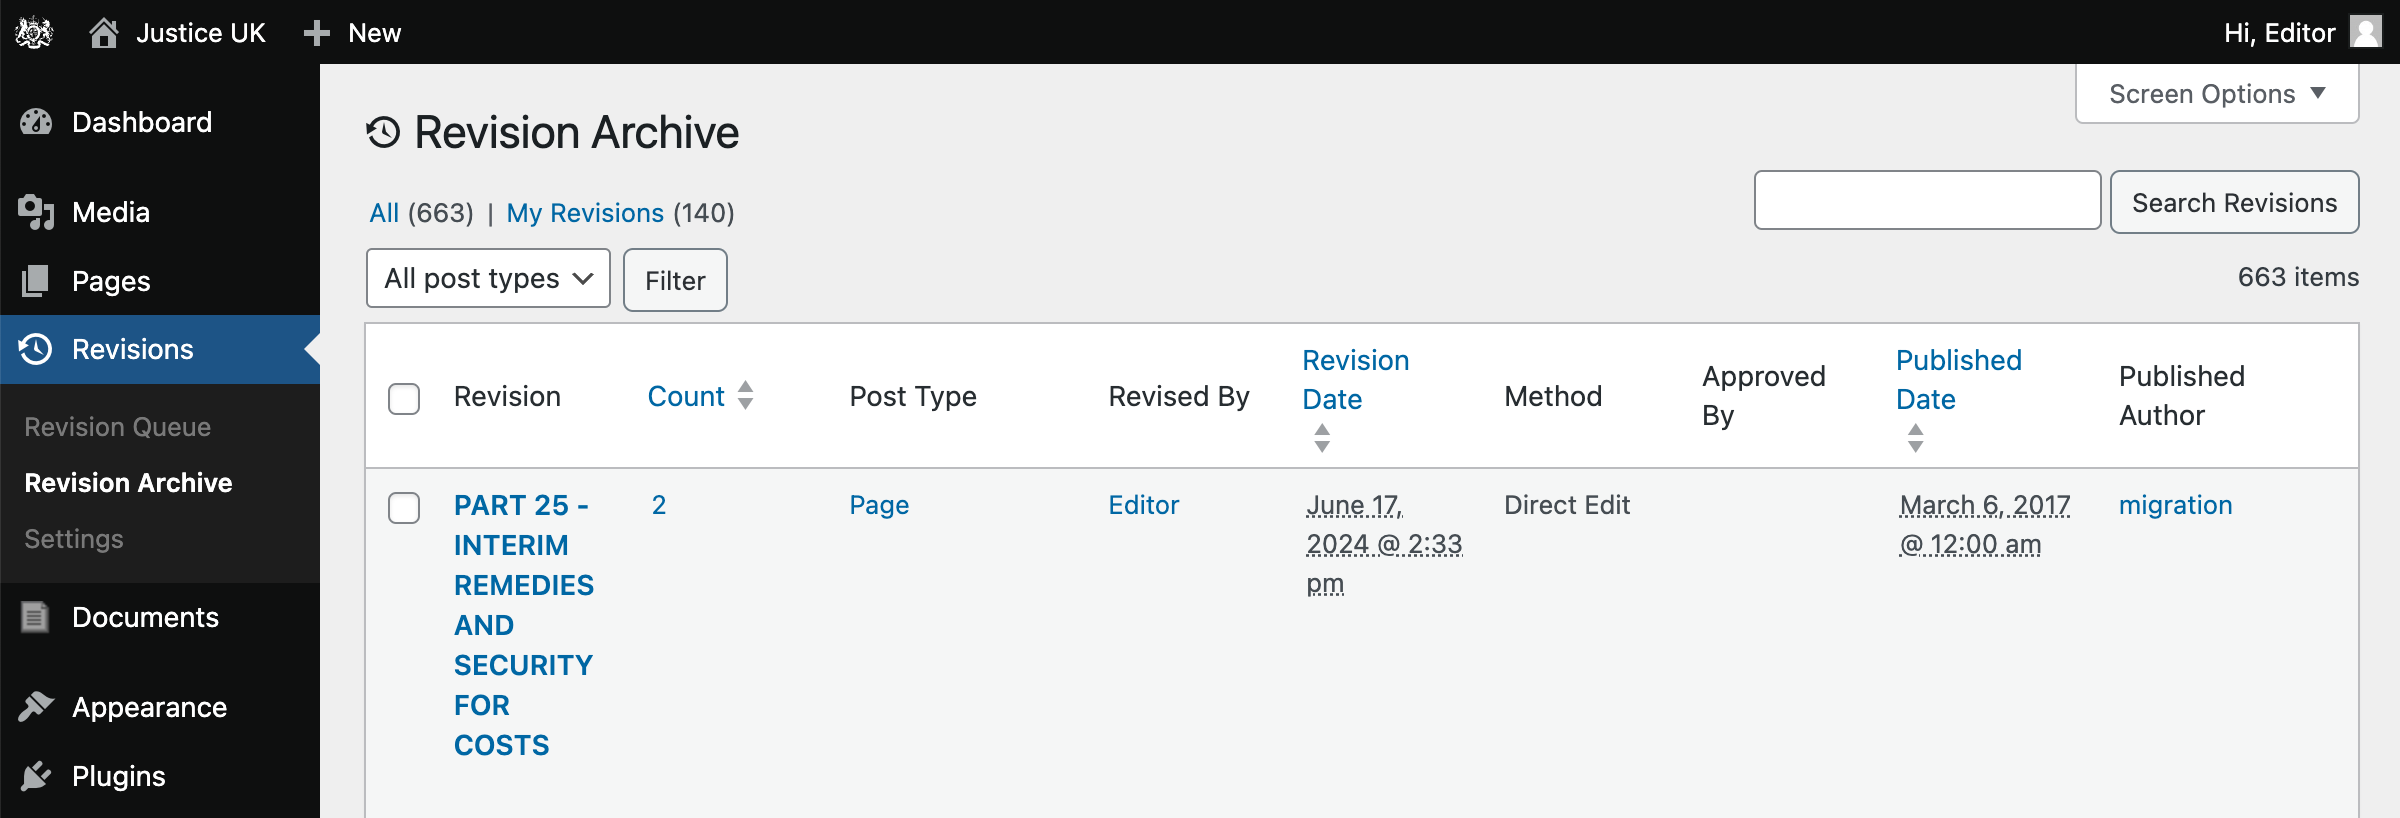 Justice UK
New
Hi, Editor
Screen Options
Dashboard
Media
Pages
Revisions
Revision Queue
Revision Archive
Settings
Documents
Appearance
Plugins
Revision Archive
All (663) | My Revisions (140)
Search Revisions
All post types
Filter
663 items
Revision
Count
Post Type
Revised By
Revision
Date
Method
Approved
By
Published
Date
Published
Author
PART 25 -
INTERIM
REMEDIES
AND
SECURITY
FOR
COSTS
2
Page
Editor
June 17,
2024 @ 2:33
pm
Direct Edit
March 6, 2017
@ 12:00 am
migration